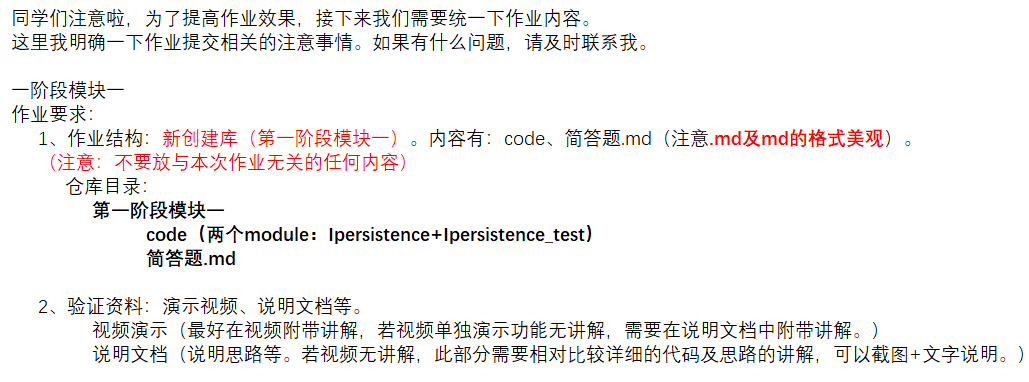 同学们注意啦，为了提高作业效果，接下来我们需要统一下作业内容。
这里我明确一下作业提交相关的注意事情。如果有什么问题，请及时联系我。
一阶段模块一
作业要求：
1、作业结构：新创建库（第一阶段模块一）。内容有：code、简答题.md（注意.md及md的格式美观）。
（注意：不要放与本次作业无关的任何内容）
仓库目录：
第一阶段模块一
code（两个module：Ipersistence+Ipersistence_test）
简答题.md
2、验证资料：演示视频、说明文档等。
视频演示（最好在视频附带讲解，若视频单独演示功能无讲解，需要在说明文档中附带讲解。）
说明文档（说明思路等。若视频无讲解，此部分需要相对比较详细的代码及思路的讲解，可以截图+文字说明。）